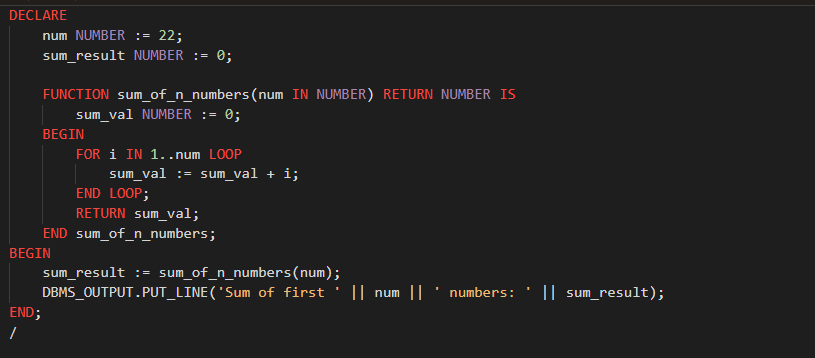 DECLARE
num NUMBER := 22;
sum_result NUMBER := 0;
FUNCTION sum_of_n_numbers(num IN NUMBER) RETURN NUMBER IS
sum_val NUMBER := 0;
BEGIN
FOR i IN 1..num LOOP
sum_val := sum_val + i;
END LOOP;
RETURN sum_val;
END sum_of_n_numbers;
BEGIN
sum_result := sum_of_n_numbers(num);
DBMS_OUTPUT.PUT_LINE('Sum of first ' || num || ' numbers: ' || sum_result);
END;
/